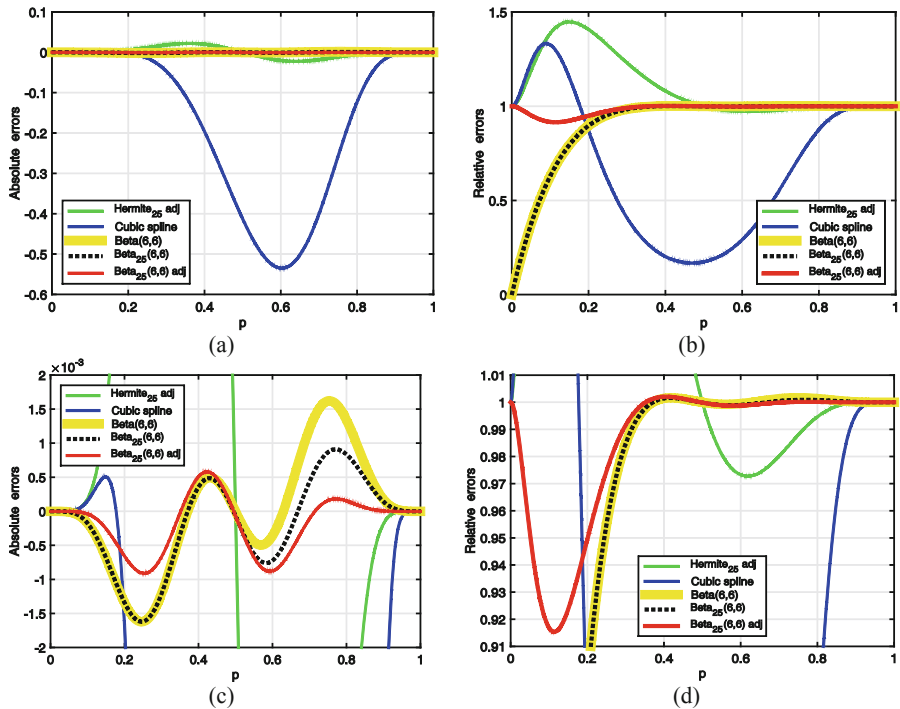 0.1
0
-0.1
-0.2
-0.3
-0.4
-0.5
-0.6
Absolute errors
Hermite25 adj
Cubic spline
Beta(6,6)
Beta25(6,6)
Beta25(6,6) adj
0 0.2 0.4 0.6 0.8 1
p
(a)
1.5
1
0.5
0
Relative errors
Hermite25 adj
Cubic spline
Beta(6,6)
Beta25(6,6)
Beta25(6,6) adj
0 0.2 0.4 0.6 0.8 1
p
(b)
×10-3
2
1.5
1
0.5
0
-0.5
-1
-1.5
-2
Absolute errors
Hermite25 adj
Cubic spline
Beta(6,6)
Beta25(6,6)
Beta25(6,6) adj
0 0.2 0.4 0.6 0.8 1
p
(c)
1.01
1
0.99
0.98
0.97
0.96
0.95
0.94
0.93
0.92
0.91
Relative errors
Hermite25 adj
Cubic spline
Beta(6,6)
Beta25(6,6)
Beta25(6,6) adj
0 0.2 0.4 0.6 0.8 1
p
(d)